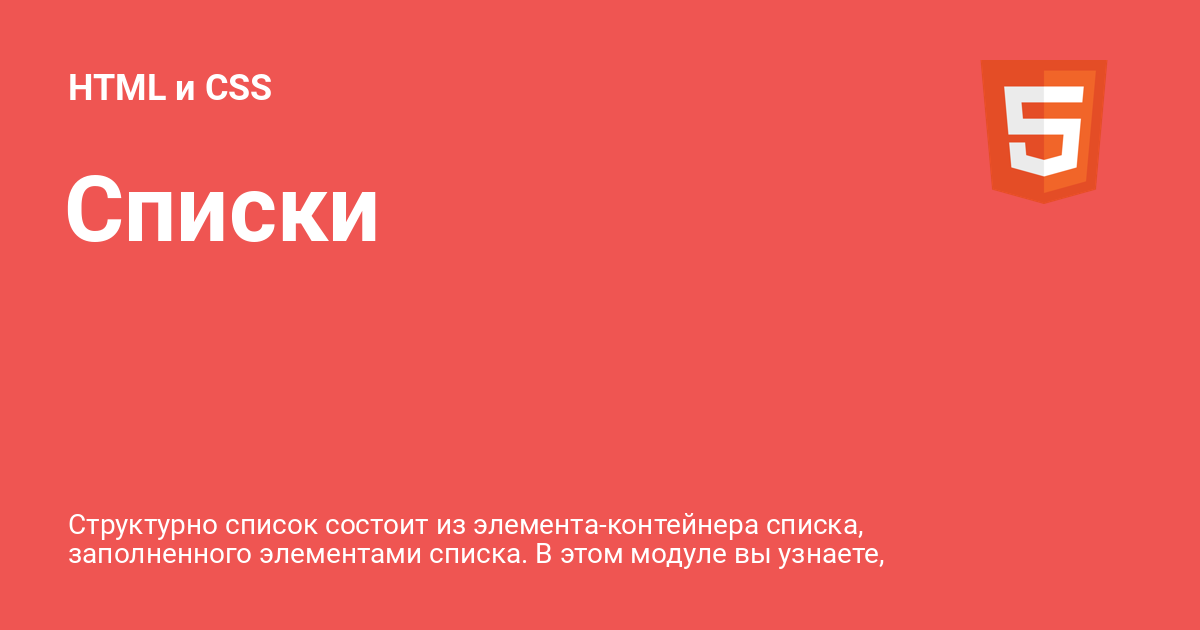 HTML и CSS
Списки
Структурно список состоит из элемента-контейнера списка,
заполненного элементами списка. В этом модуле вы узнаете,